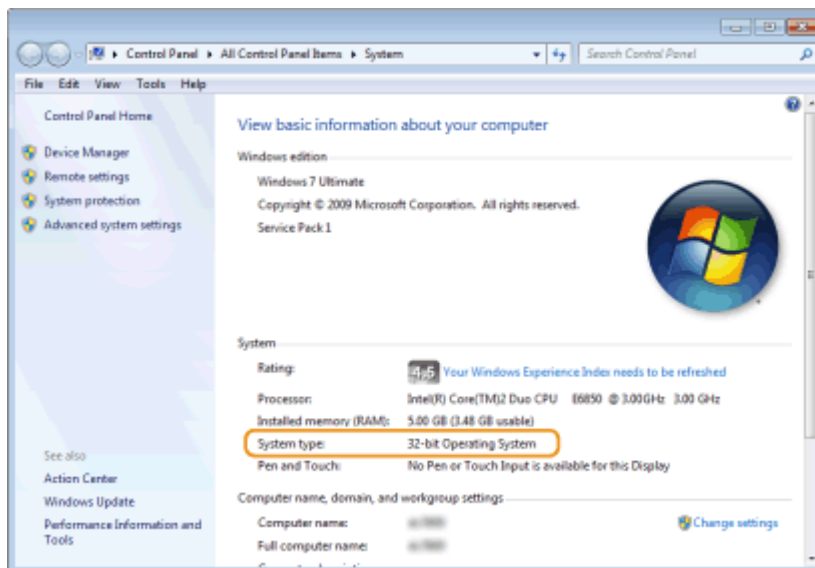 Control Panel ▸ All Control Panel Items ▸ System
Search Control Panel
File Edit View Tools Help
Control Panel Home
Device Manager
Remote settings
System protection
Advanced system settings
See also
Action Center
Windows Update
Performance Information and
Tools
View basic information about your computer
Windows edition
Windows 7 Ultimate
Copyright © 2009 Microsoft Corporation. All rights reserved.
Service Pack 1
System
Rating: 4.5 Your Windows Experience Index needs to be refreshed
Processor: Intel(R) Core(TM)2 Duo CPU E6850 @ 3.00GHz 3.00 GHz
Installed memory (RAM): 5.00 GB (3.48 GB usable)
System type: 32-bit Operating System
Pen and Touch: No Pen or Touch Input is available for this Display
Computer name, domain, and workgroup settings
Computer name: Change settings
Full computer name: